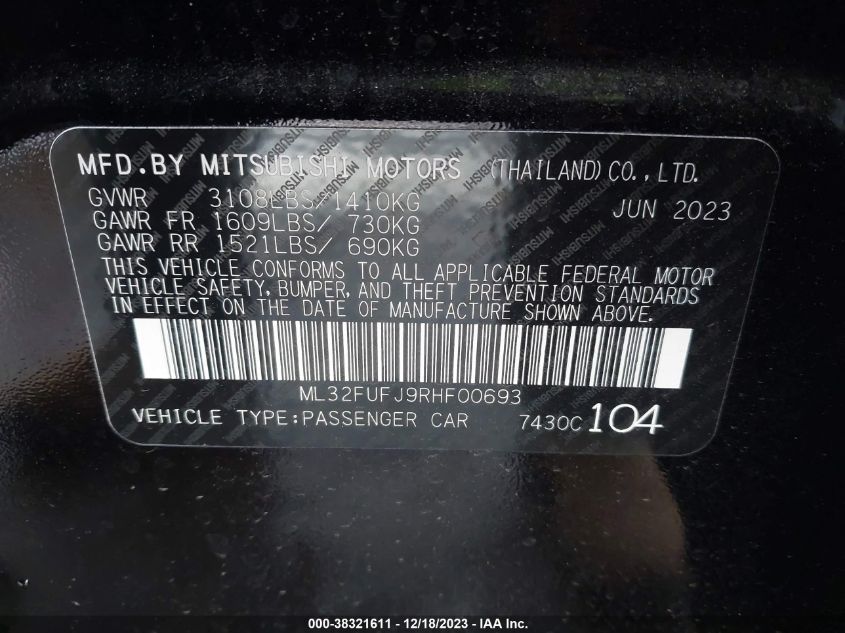 MFD.BY MITSUBISHI MOTORS (THAILAND)CO.,LTD.
GVWR 3108LBS/1410KG JUN 2023
GAWR FR 1609LBS/ 730KG
GAWR RR 1521LBS/ 690KG
THIS VEHICLE CONFORMS TO ALL APPLICABLE FEDERAL MOTOR
VEHICLE SAFETY, BUMPER, AND THEFT PREVENTION STANDARDS
IN EFFECT ON THE DATE OF MANUFACTURE SHOWN ABOVE.
ML32FUFJ9RHF00693
VEHICLE TYPE:PASSENGER CAR 7430C 104
000-38321611 - 12/18/2023 - IAA Inc.